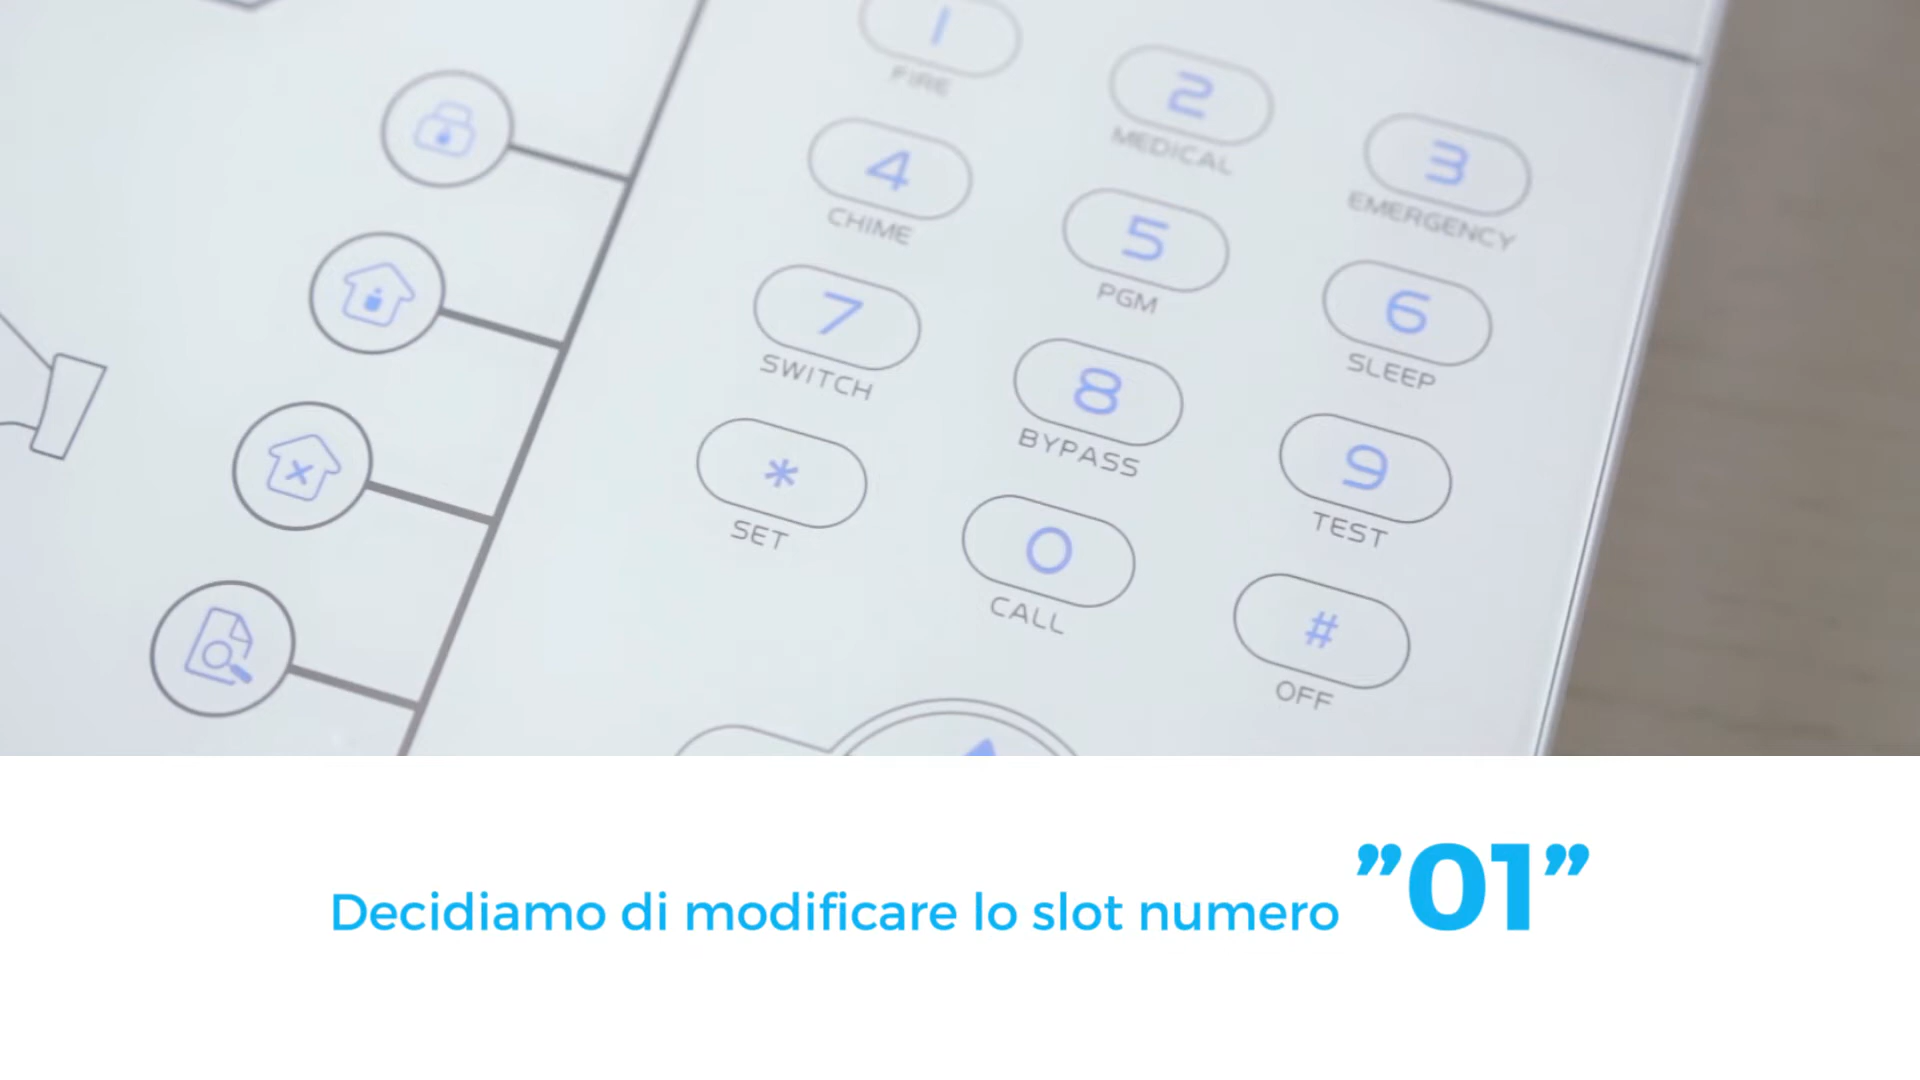 1
FIRE
2
MEDICAL
3
EMERGENCY
4
CHIME
5
PGM
6
SLEEP
7
SWITCH
8
BYPASS
9
TEST
*
SET
0
CALL
#
OFF
Decidiamo di modificare lo slot numero ”01”